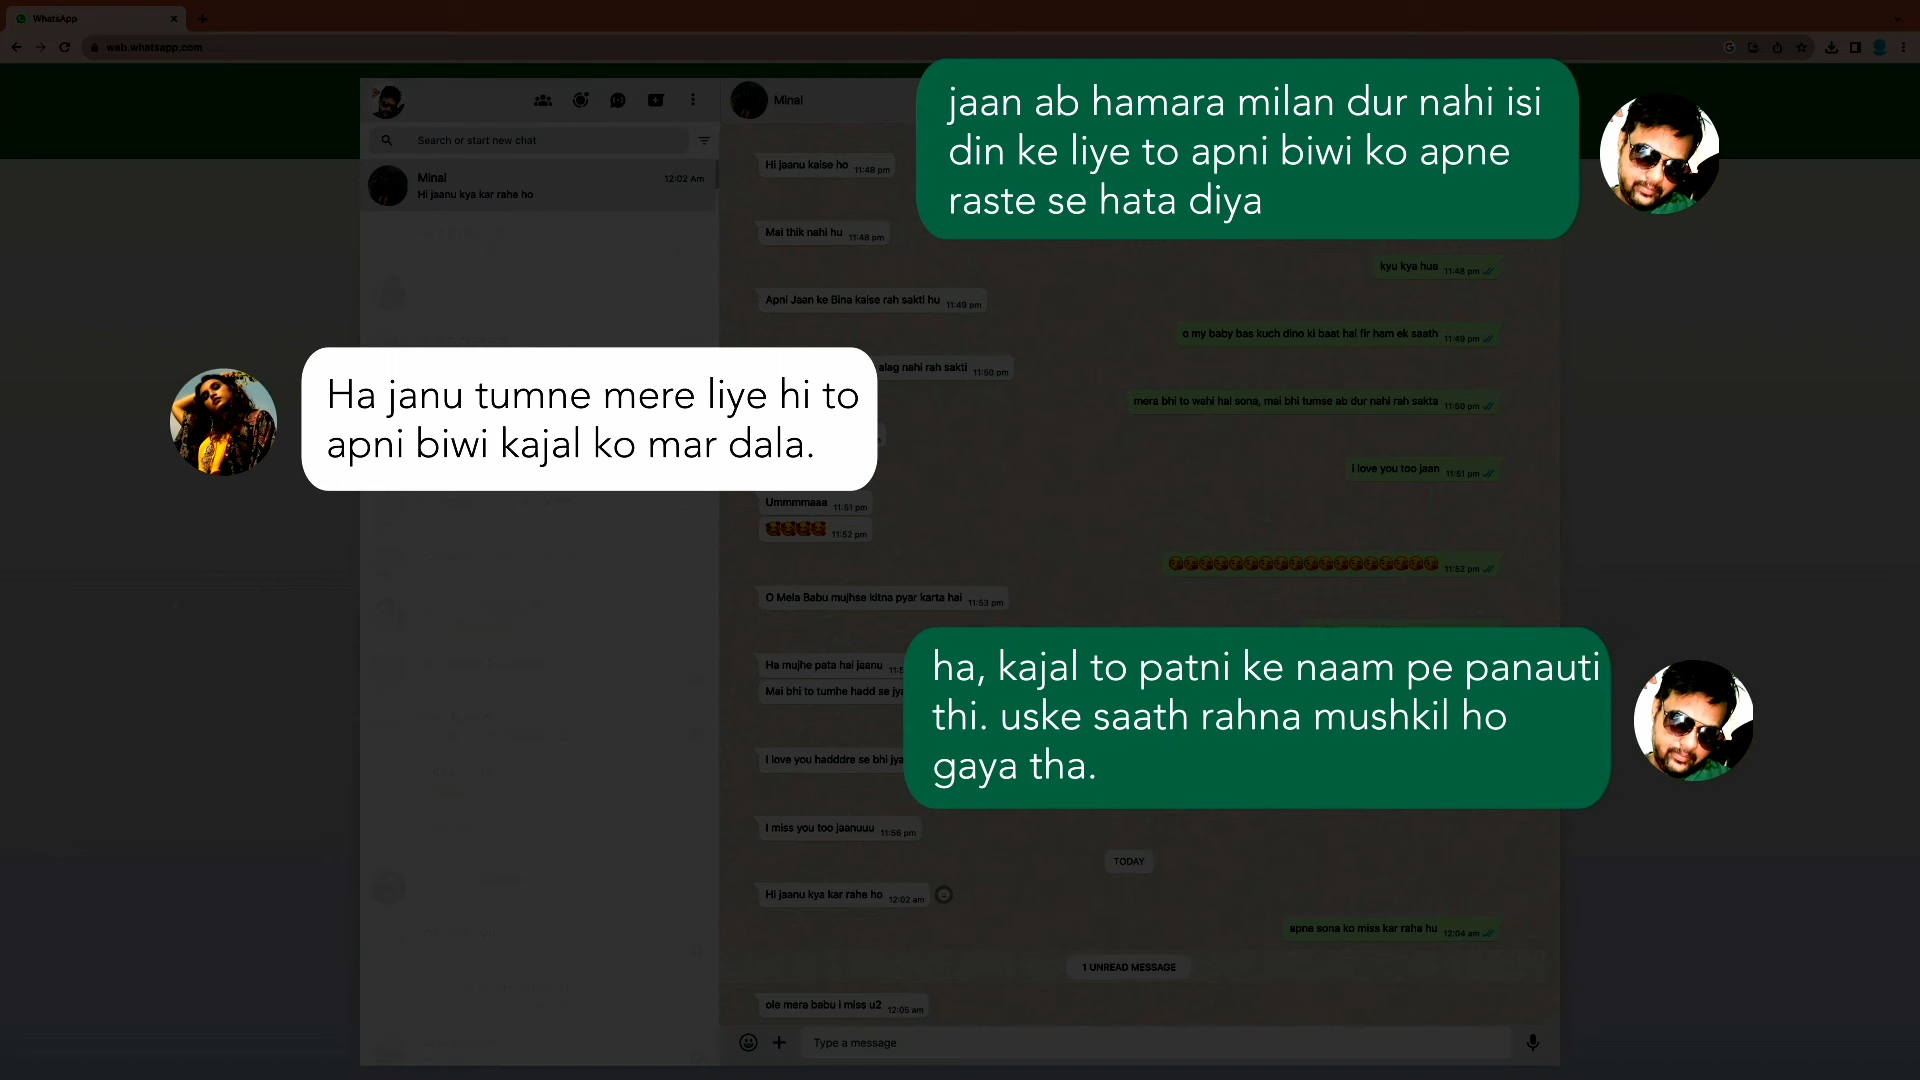 WhatsApp
web.whatsapp.com
Minal
Search or start new chat
Minal
12:02 Am
Hi jaanu kya kar rahe ho
jaan ab hamara milan dur nahi isi
din ke liye to apni biwi ko apne
raste se hata diya
Hi jaanu kaise ho 11:48 pm
Mai thik nahi hu 11:48 pm
kyu kya hua 11:48 pm
Apni Jaan ke Bina kaise rah sakti hu 11:49 pm
o my baby bas kuch dino ki baat hai fir ham ek saath 11:49 pm
alag nahi rah sakti 11:50 pm
Ha janu tumne mere liye hi to
apni biwi kajal ko mar dala.
mera bhi to wahi hal sona, mai bhi tumse ab dur nahi rah sakta 11:50 pm
i love you too jaan 11:51 pm
Ummmmaaa 11:51 pm
11:52 pm
11:52 pm
O Mela Babu mujhse kitna pyar karta hai 11:53 pm
ha, kajal to patni ke naam pe panauti
thi. uske saath rahna mushkil ho
gaya tha.
Ha mujhe pata hai jaanu
Mai bhi to tumhe hadd se
I love you hadddre se bhi
I miss you too jaanuuu 11:56 pm
TODAY
Hi jaanu kya kar rahe ho 12:02 am
apne sona ko miss kar raha hu 12:04 am
1 UNREAD MESSAGE
ole mera babu i miss u2 12:05 am
Type a message